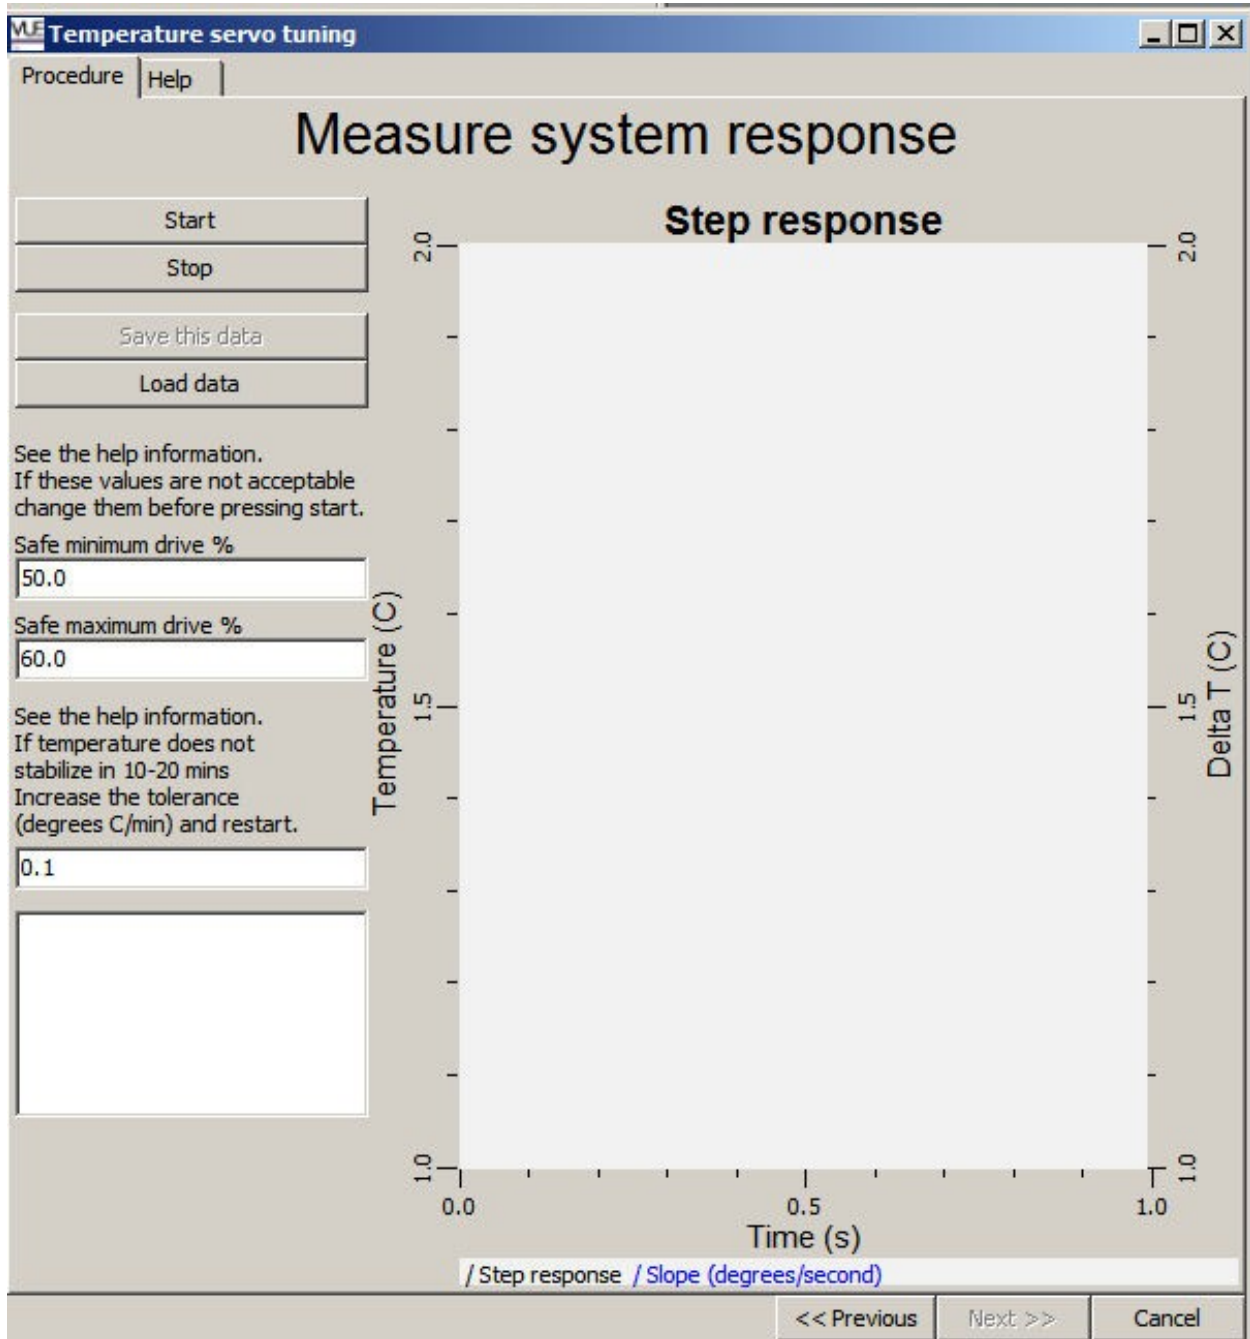 Temperature servo tuning
Procedure
Help
Measure system response
Start
Stop
Save this data
Load data
See the help information.
If these values are not acceptable
change them before pressing start.
Safe minimum drive %
50.0
Safe maximum drive %
60.0
See the help information.
If temperature does not
stabilize in 10-20 mins
Increase the tolerance
(degrees C/min) and restart.
0.1
Step response
2.0
1.5
1.0
Temperature (C)
2.0
1.5
1.0
Delta T (C)
0.0 0.5 1.0
Time (s)
/ Step response / Slope (degrees/second)
<< Previous
Next >>
Cancel